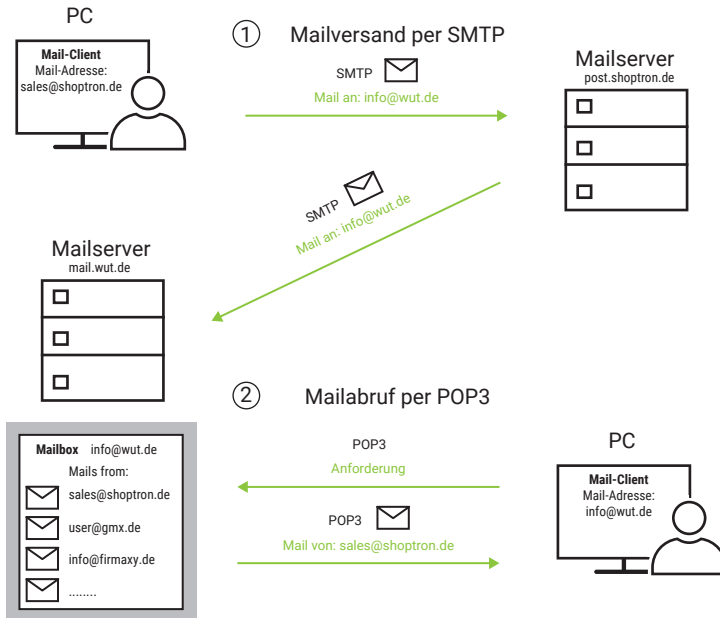 PC
Mail-Client
Mail-Adresse:
sales@shoptron.de
1 Mailversand per SMTP
SMTP
Mail an: info@wut.de
Mailserver
post.shoptron.de
SMTP
Mail an: info@wut.de
Mailserver
mail.wut.de
2 Mailabruf per POP3
Mailbox info@wut.de
Mails from:
sales@shoptron.de
user@gmx.de
info@firmaxy.de
........
POP3
Anforderung
POP3
Mail von: sales@shoptron.de
PC
Mail-Client
Mail-Adresse:
info@wut.de